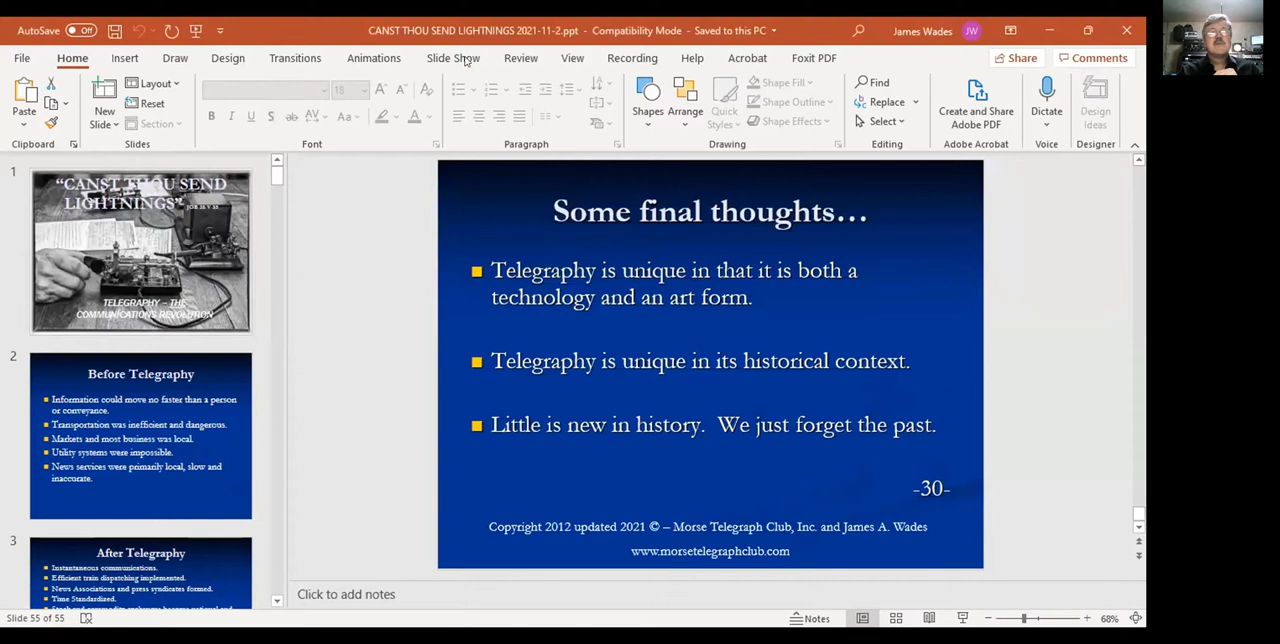 AutoSave Off
CANST THOU SEND LIGHTNINGS 2021-11-2.ppt - Compatibility Mode - Saved to this PC
James Wades JW
File Home Insert Draw Design Transitions Animations Slide Show Review View Recording Help Acrobat Foxit PDF Share Comments
Paste
Clipboard
New
Slide
Layout
Reset
Section
Slides
18
Font
Paragraph
Shapes
Arrange
Quick
Styles
Shape Fill
Shape Outline
Shape Effects
Drawing
Find
Replace
Select
Editing
Create and Share
Adobe PDF
Adobe Acrobat
Dictate
Voice
Design
Ideas
Designer
1
“CANST THOU SEND
LIGHTNINGS”
TELEGRAPHY – THE
COMMUNICATIONS REVOLUTION
2
Before Telegraphy
Information could move no faster than a person
or conveyance.
Transportation was inefficient and dangerous.
Markets and most business was local.
Utility systems were impossible.
News services were primarily local, slow and
inaccurate.
3
After Telegraphy
Instantaneous communications.
Efficient train dispatching implemented.
News Associations and press syndicates formed.
Time Standardized.
Some final thoughts…
Telegraphy is unique in that it is both a
technology and an art form.
Telegraphy is unique in its historical context.
Little is new in history. We just forget the past.
-30-
Copyright 2012 updated 2021 © – Morse Telegraph Club, Inc. and James A. Wades
www.morsetelegraphclub.com
Click to add notes
Slide 55 of 55
Notes
68%